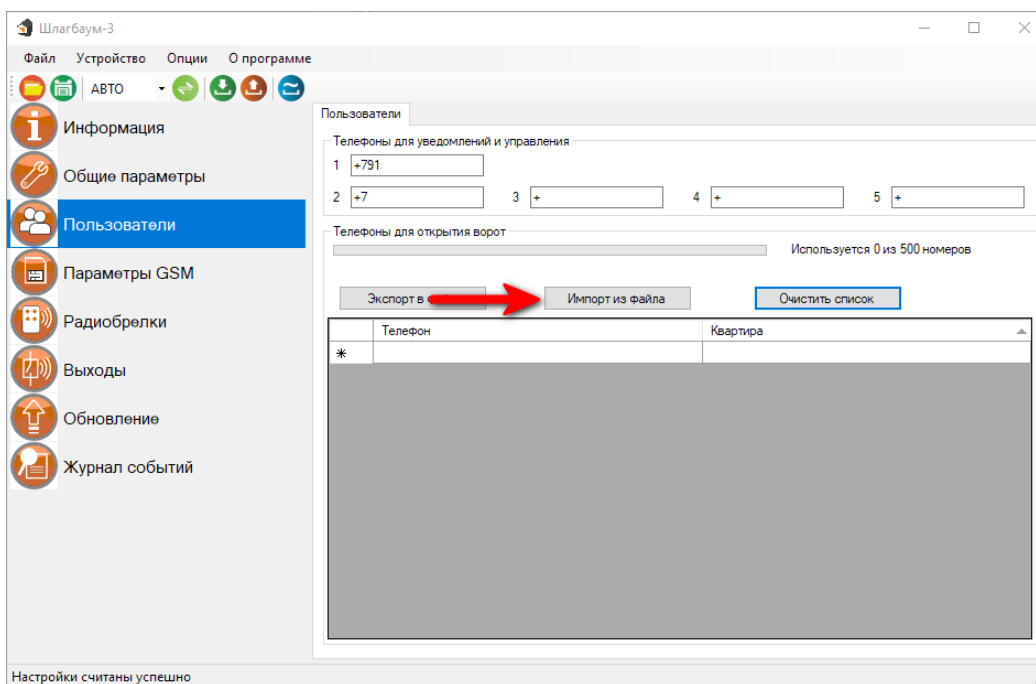 Шлагбаум-3
Файл Устройство Опции О программе
АВТО
Информация
Общие параметры
Пользователи
Параметры GSM
Радиобрелки
Выходы
Обновление
Журнал событий
Пользователи
Телефоны для уведомлений и управления
1 +791
2 +7 3 + 4 + 5 +
Телефоны для открытия ворот
Используется 0 из 500 номеров
Экспорт в Импорт из файла Очистить список
Телефон Квартира
Настройки считаны успешно